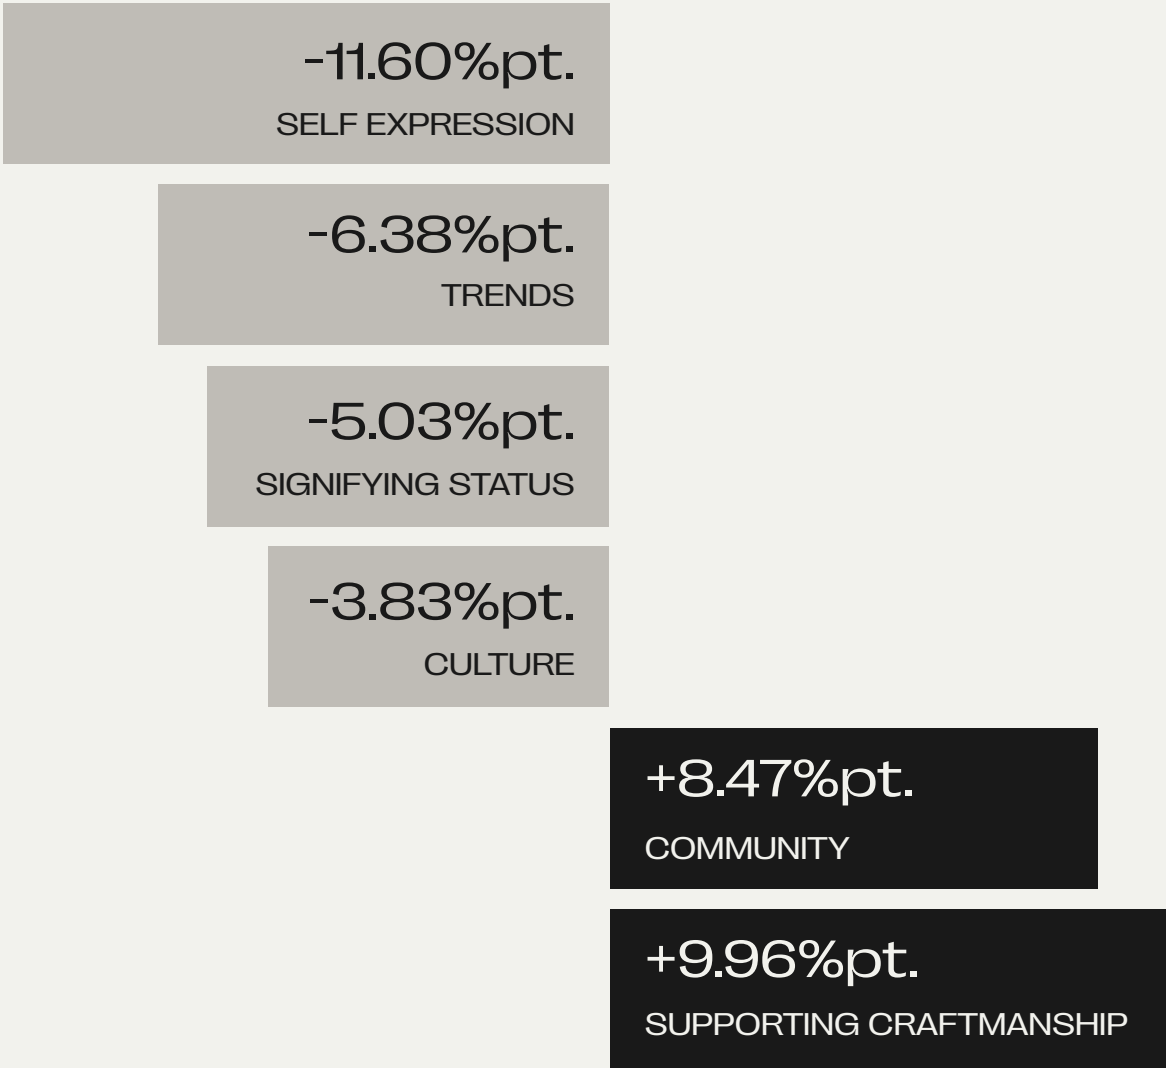 -11.60%pt.
SELF EXPRESSION
-6.38%pt.
TRENDS
-5.03%pt.
SIGNIFYING STATUS
-3.83%pt.
CULTURE
+8.47%pt.
COMMUNITY
+9.96%pt.
SUPPORTING CRAFTMANSHIP